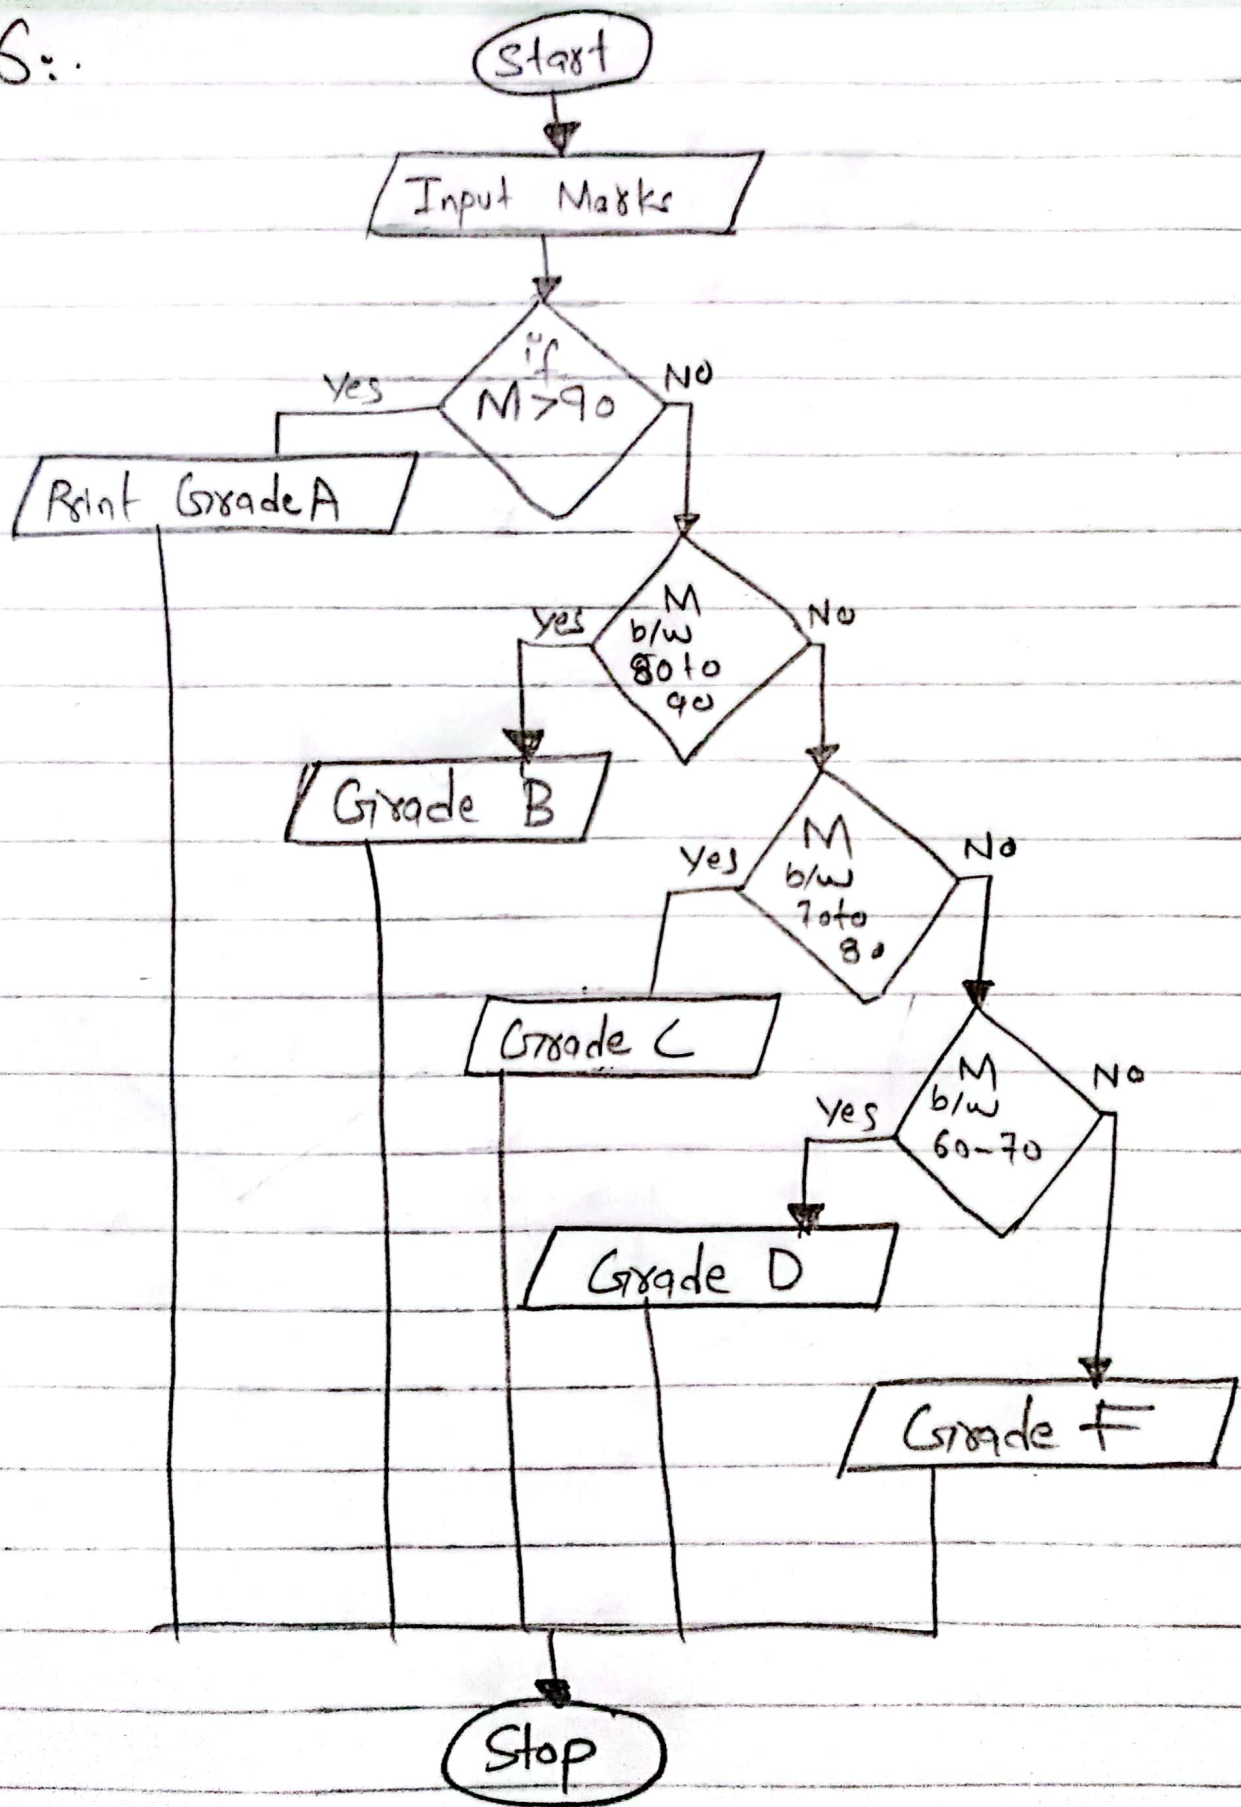 6:.
Start
Input Marks
if
M>90
Yes
No
Print Grade A
M
b/w
80 to
90
Yes
No
Grade B
M
b/w
70 to
80
Yes
No
Grade C
M
b/w
60-70
Yes
No
Grade D
Grade F
Stop